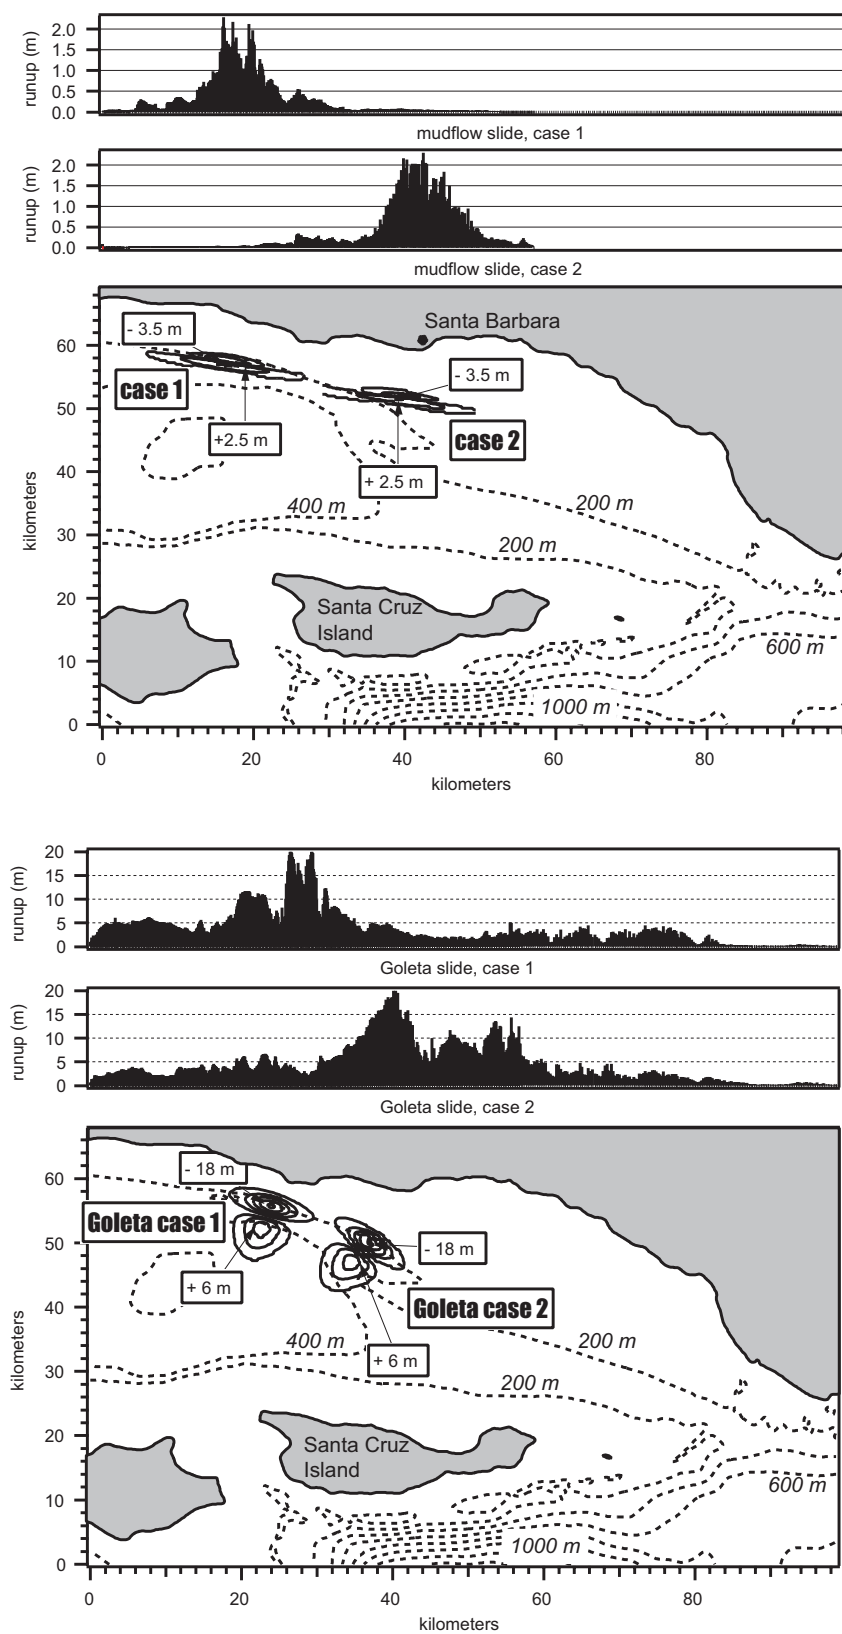 2.0
1.5
1.0
0.5
0.0
runup (m)
mudflow slide, case 1
2.0
1.5
1.0
0.5
0.0
runup (m)
mudflow slide, case 2
Santa Barbara
- 3.5 m
- 3.5 m
case 1
+2.5 m
case 2
+ 2.5 m
400 m
200 m
200 m
Santa Cruz
Island
600 m
1000 m
60
50
40
30
20
10
0
kilometers
0
20
40
60
80
kilometers
20
15
10
5
0
runup (m)
Goleta slide, case 1
20
15
10
5
0
runup (m)
Goleta slide, case 2
- 18 m
Goleta case 1
- 18 m
+ 6 m
Goleta case 2
+ 6 m
400 m
200 m
200 m
Santa Cruz
Island
600 m
1000 m
60
50
40
30
20
10
0
kilometers
0
20
40
60
80
kilometers